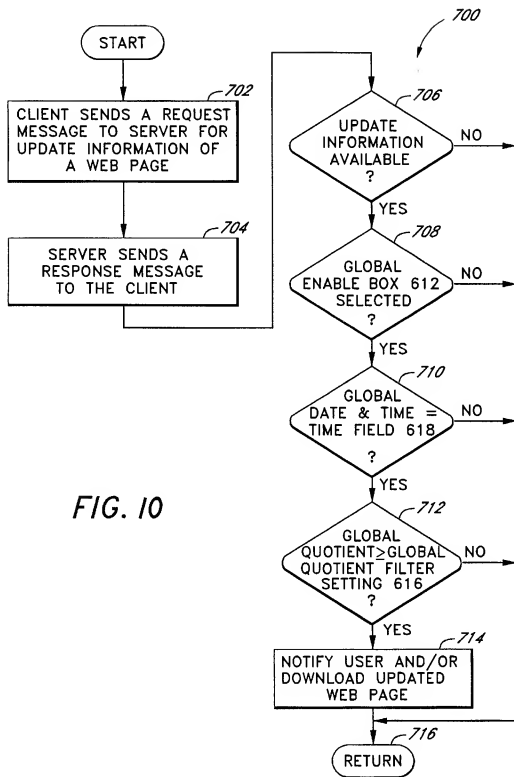 700
START
702
CLIENT SENDS A REQUEST
MESSAGE TO SERVER FOR
UPDATE INFORMATION OF
A WEB PAGE
704
SERVER SENDS A
RESPONSE MESSAGE
TO THE CLIENT
706
UPDATE
INFORMATION
AVAILABLE
?
NO
YES
708
GLOBAL
ENABLE BOX 612
SELECTED
?
NO
YES
710
GLOBAL
DATE & TIME =
TIME FIELD 618
?
NO
YES
712
GLOBAL
QUOTIENT≥GLOBAL
QUOTIENT FILTER
SETTING 616
?
NO
YES
714
NOTIFY USER AND/OR
DOWNLOAD UPDATED
WEB PAGE
716
RETURN
FIG. 10